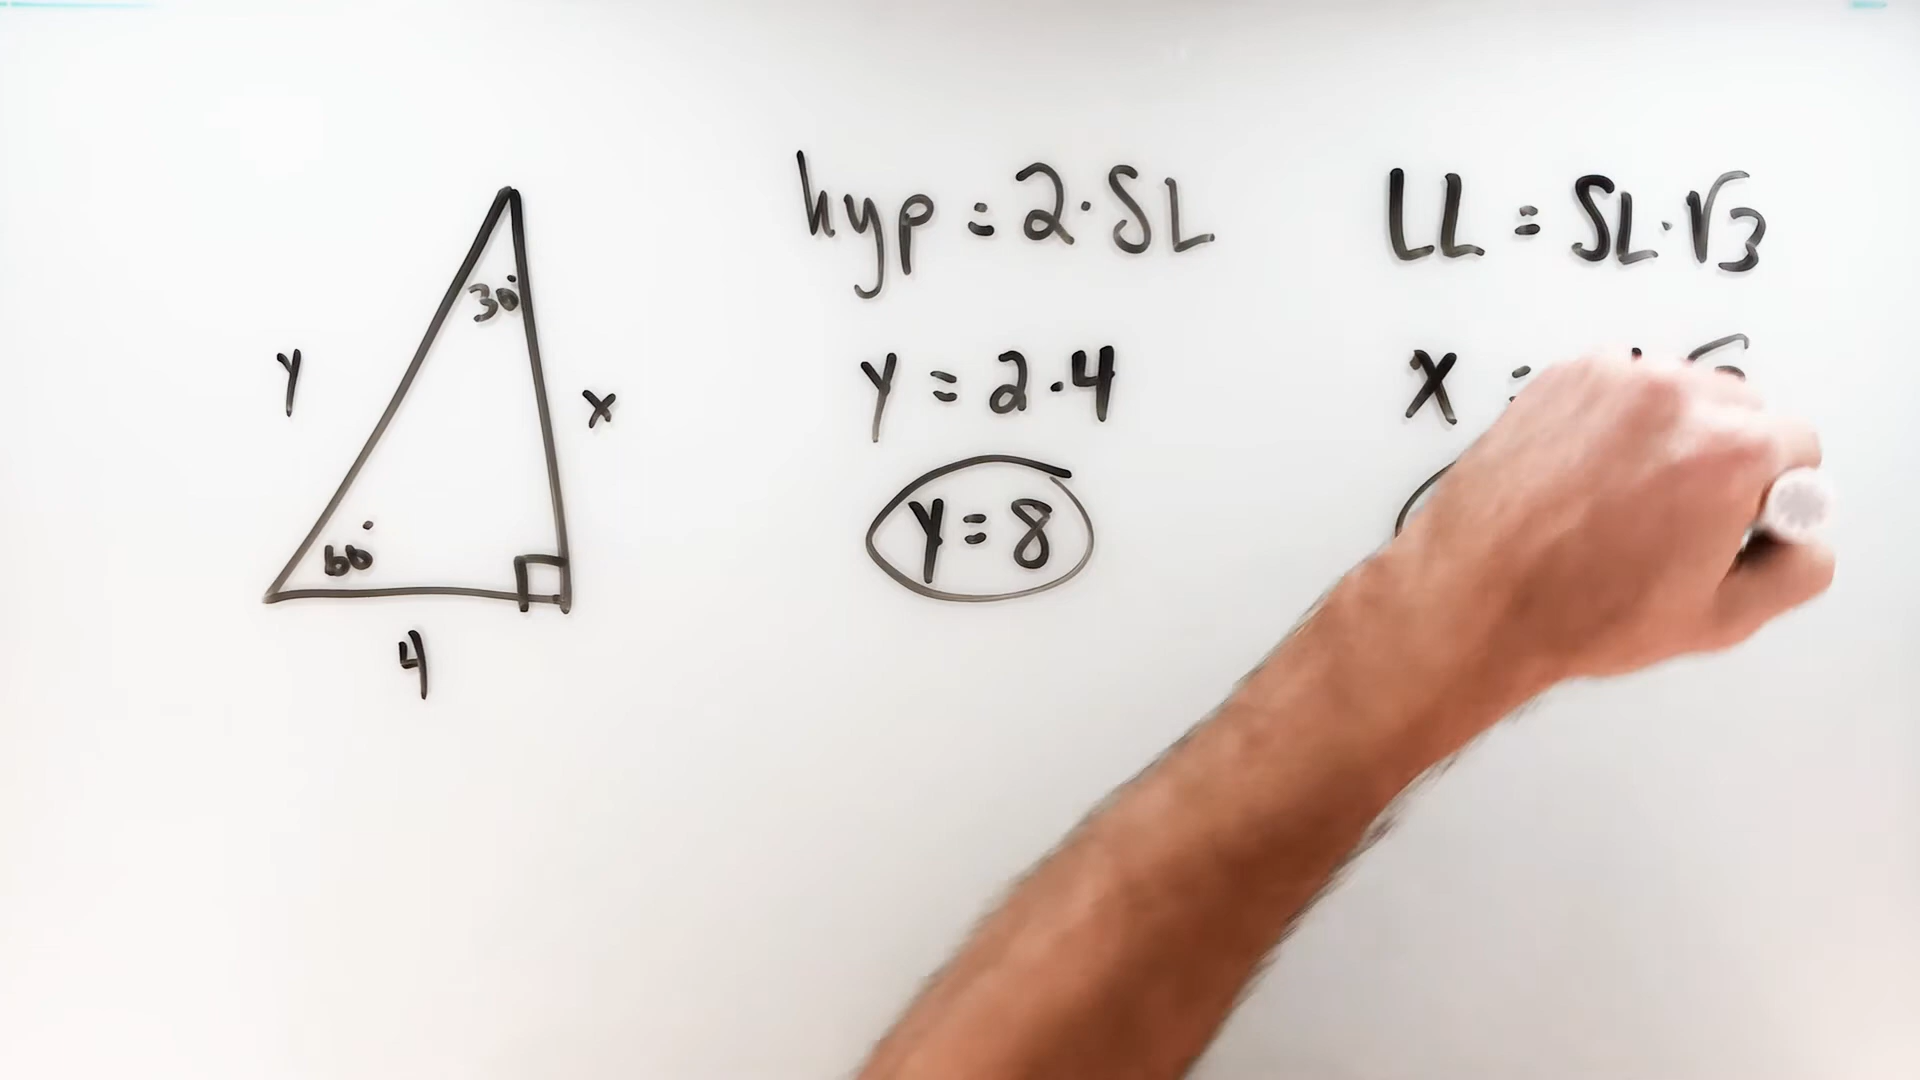 30°
y
x
60°
4
hyp = 2·SL
y = 2·4
y = 8
LL = SL·√3
x =